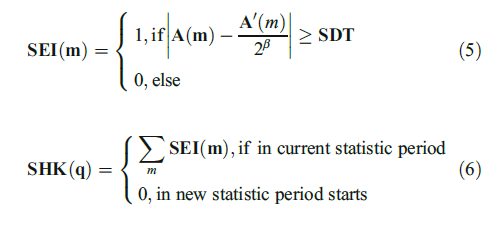 SEI(m) = { 1, if |A(m) − A′(m)/2^β| ≥ SDT
0, else (5)
SHK(q) = { ∑_m SEI(m), if in current statistic period
0, in new statistic period starts (6)